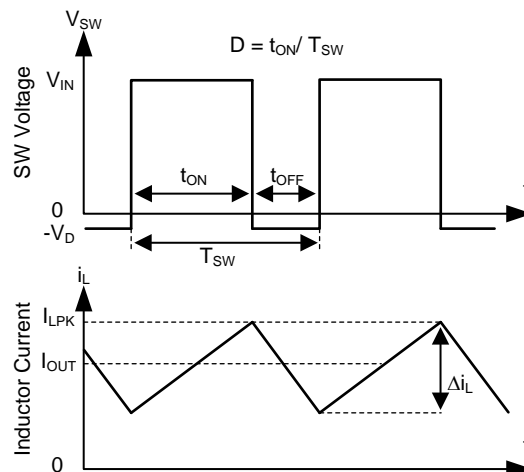 V_SW
D = t_ON/ T_SW
V_IN
SW Voltage
t_ON
t_OFF
t
0
-V_D
T_SW
i_L
Inductor Current
I_LPK
I_OUT
Δi_L
t
0